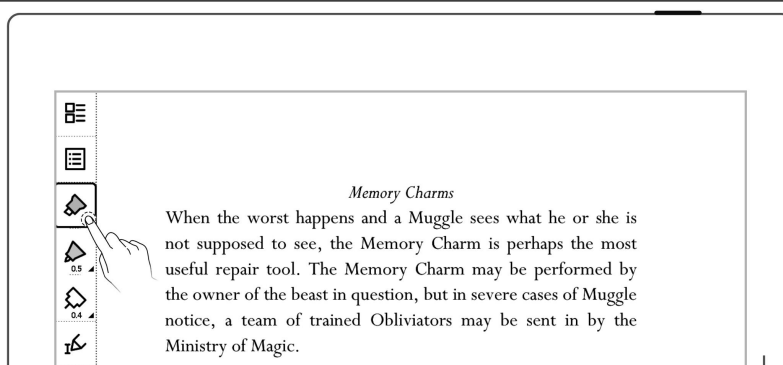 Memory Charms
When the worst happens and a Muggle sees what he or she is
not supposed to see, the Memory Charm is perhaps the most
useful repair tool. The Memory Charm may be performed by
the owner of the beast in question, but in severe cases of Muggle
0.5
0.4
notice, a team of trained Obliviators may be sent in by the
Ministry of Magic.